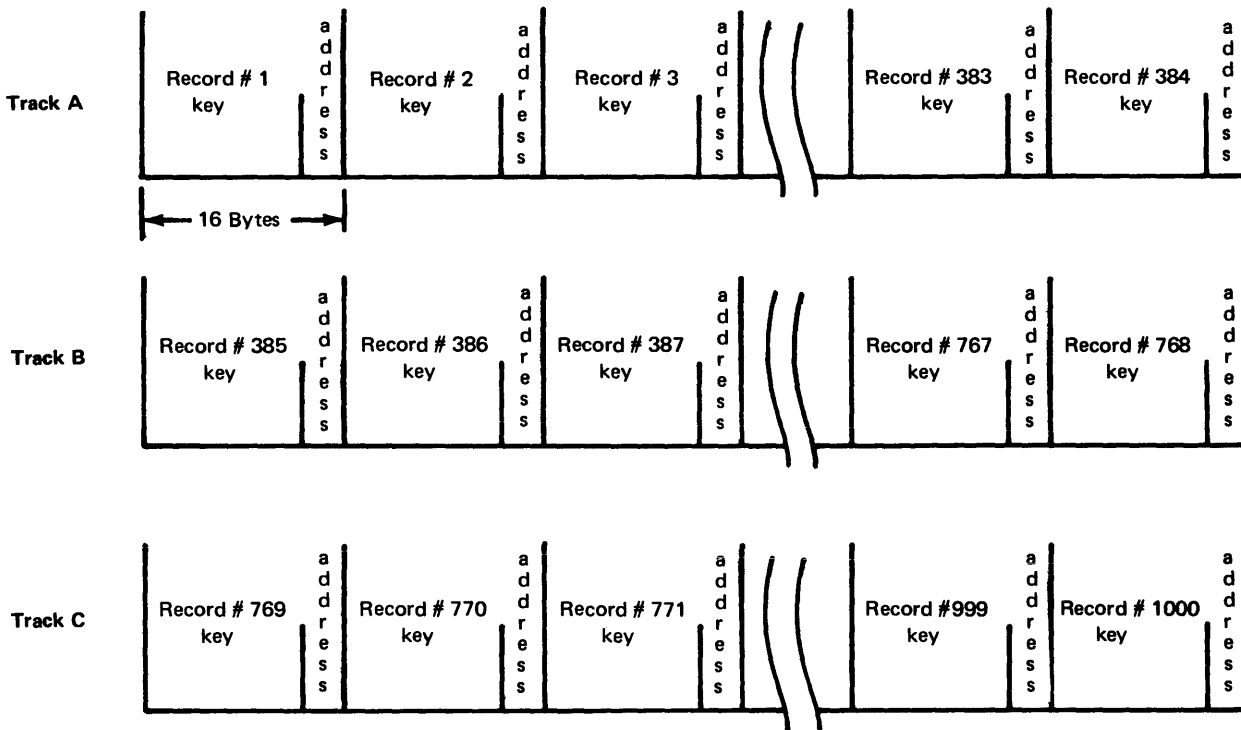 Track A
Record # 1
key
address
Record # 2
key
address
Record # 3
key
address
Record # 383
key
address
Record # 384
key
address
16 Bytes
Track B
Record # 385
key
address
Record # 386
key
address
Record # 387
key
address
Record # 767
key
address
Record # 768
key
address
Track C
Record # 769
key
address
Record # 770
key
address
Record # 771
key
address
Record #999
key
address
Record # 1000
key
address